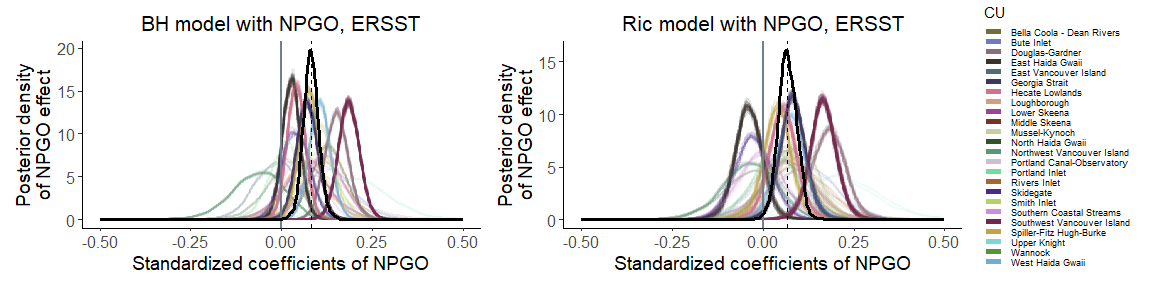 BH model with NPGO, ERSST
Posterior density
of NPGO effect
20
15
10
5
0
-0.50
-0.25
0.00
0.25
0.50
Standardized coefficients of NPGO
Ric model with NPGO, ERSST
Posterior density
of NPGO effect
15
10
5
0
-0.50
-0.25
0.00
0.25
0.50
Standardized coefficients of NPGO
CU
Bella Coola - Dean Rivers
Bute Inlet
Douglas-Gardner
East Haida Gwaii
East Vancouver Island
Georgia Strait
Hecate Lowlands
Loughborough
Lower Skeena
Middle Skeena
Mussel-Kynoch
North Haida Gwaii
Northwest Vancouver Island
Portland Canal-Observatory
Portland Inlet
Rivers Inlet
Skidegate
Smith Inlet
Southern Coastal Streams
Southwest Vancouver Island
Spiller-Fitz Hugh-Burke
Upper Knight
Wannock
West Haida Gwaii